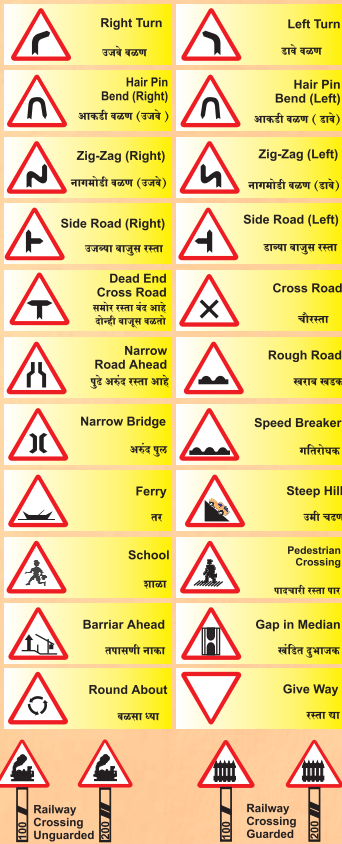 Right Turn
उजवे वळण
Left Turn
डावे वळण
Hair Pin
Bend (Right)
आकडी वळण (उजवे )
Hair Pin
Bend (Left)
आकडी वळण ( डावे)
Zig-Zag (Right)
नागमोडी वळण (उजवे)
Zig-Zag (Left)
नागमोडी वळण (डावे)
Side Road (Right)
उजव्या बाजुस रस्ता
Side Road (Left)
डाव्या बाजुस रस्ता
Dead End
Cross Road
समोर रस्ता बंद आहे
दोन्ही बाजूस वळतो
Cross Road
चौरस्ता
Narrow
Road Ahead
पुढे अरुंद रस्ता आहे
Rough Road
खराब खडक
Narrow Bridge
अरुंद पुल
Speed Breaker
गतिरोधक
Ferry
तर
Steep Hill
उभी चढण
School
शाळा
Pedestrian
Crossing
पादचारी रस्ता पार
Barriar Ahead
तपासणी नाका
Gap in Median
खंडित दुभाजक
Round About
वळसा घ्या
Give Way
रस्ता द्या
100
Railway
Crossing
Unguarded
200
100
Railway
Crossing
Guarded
200